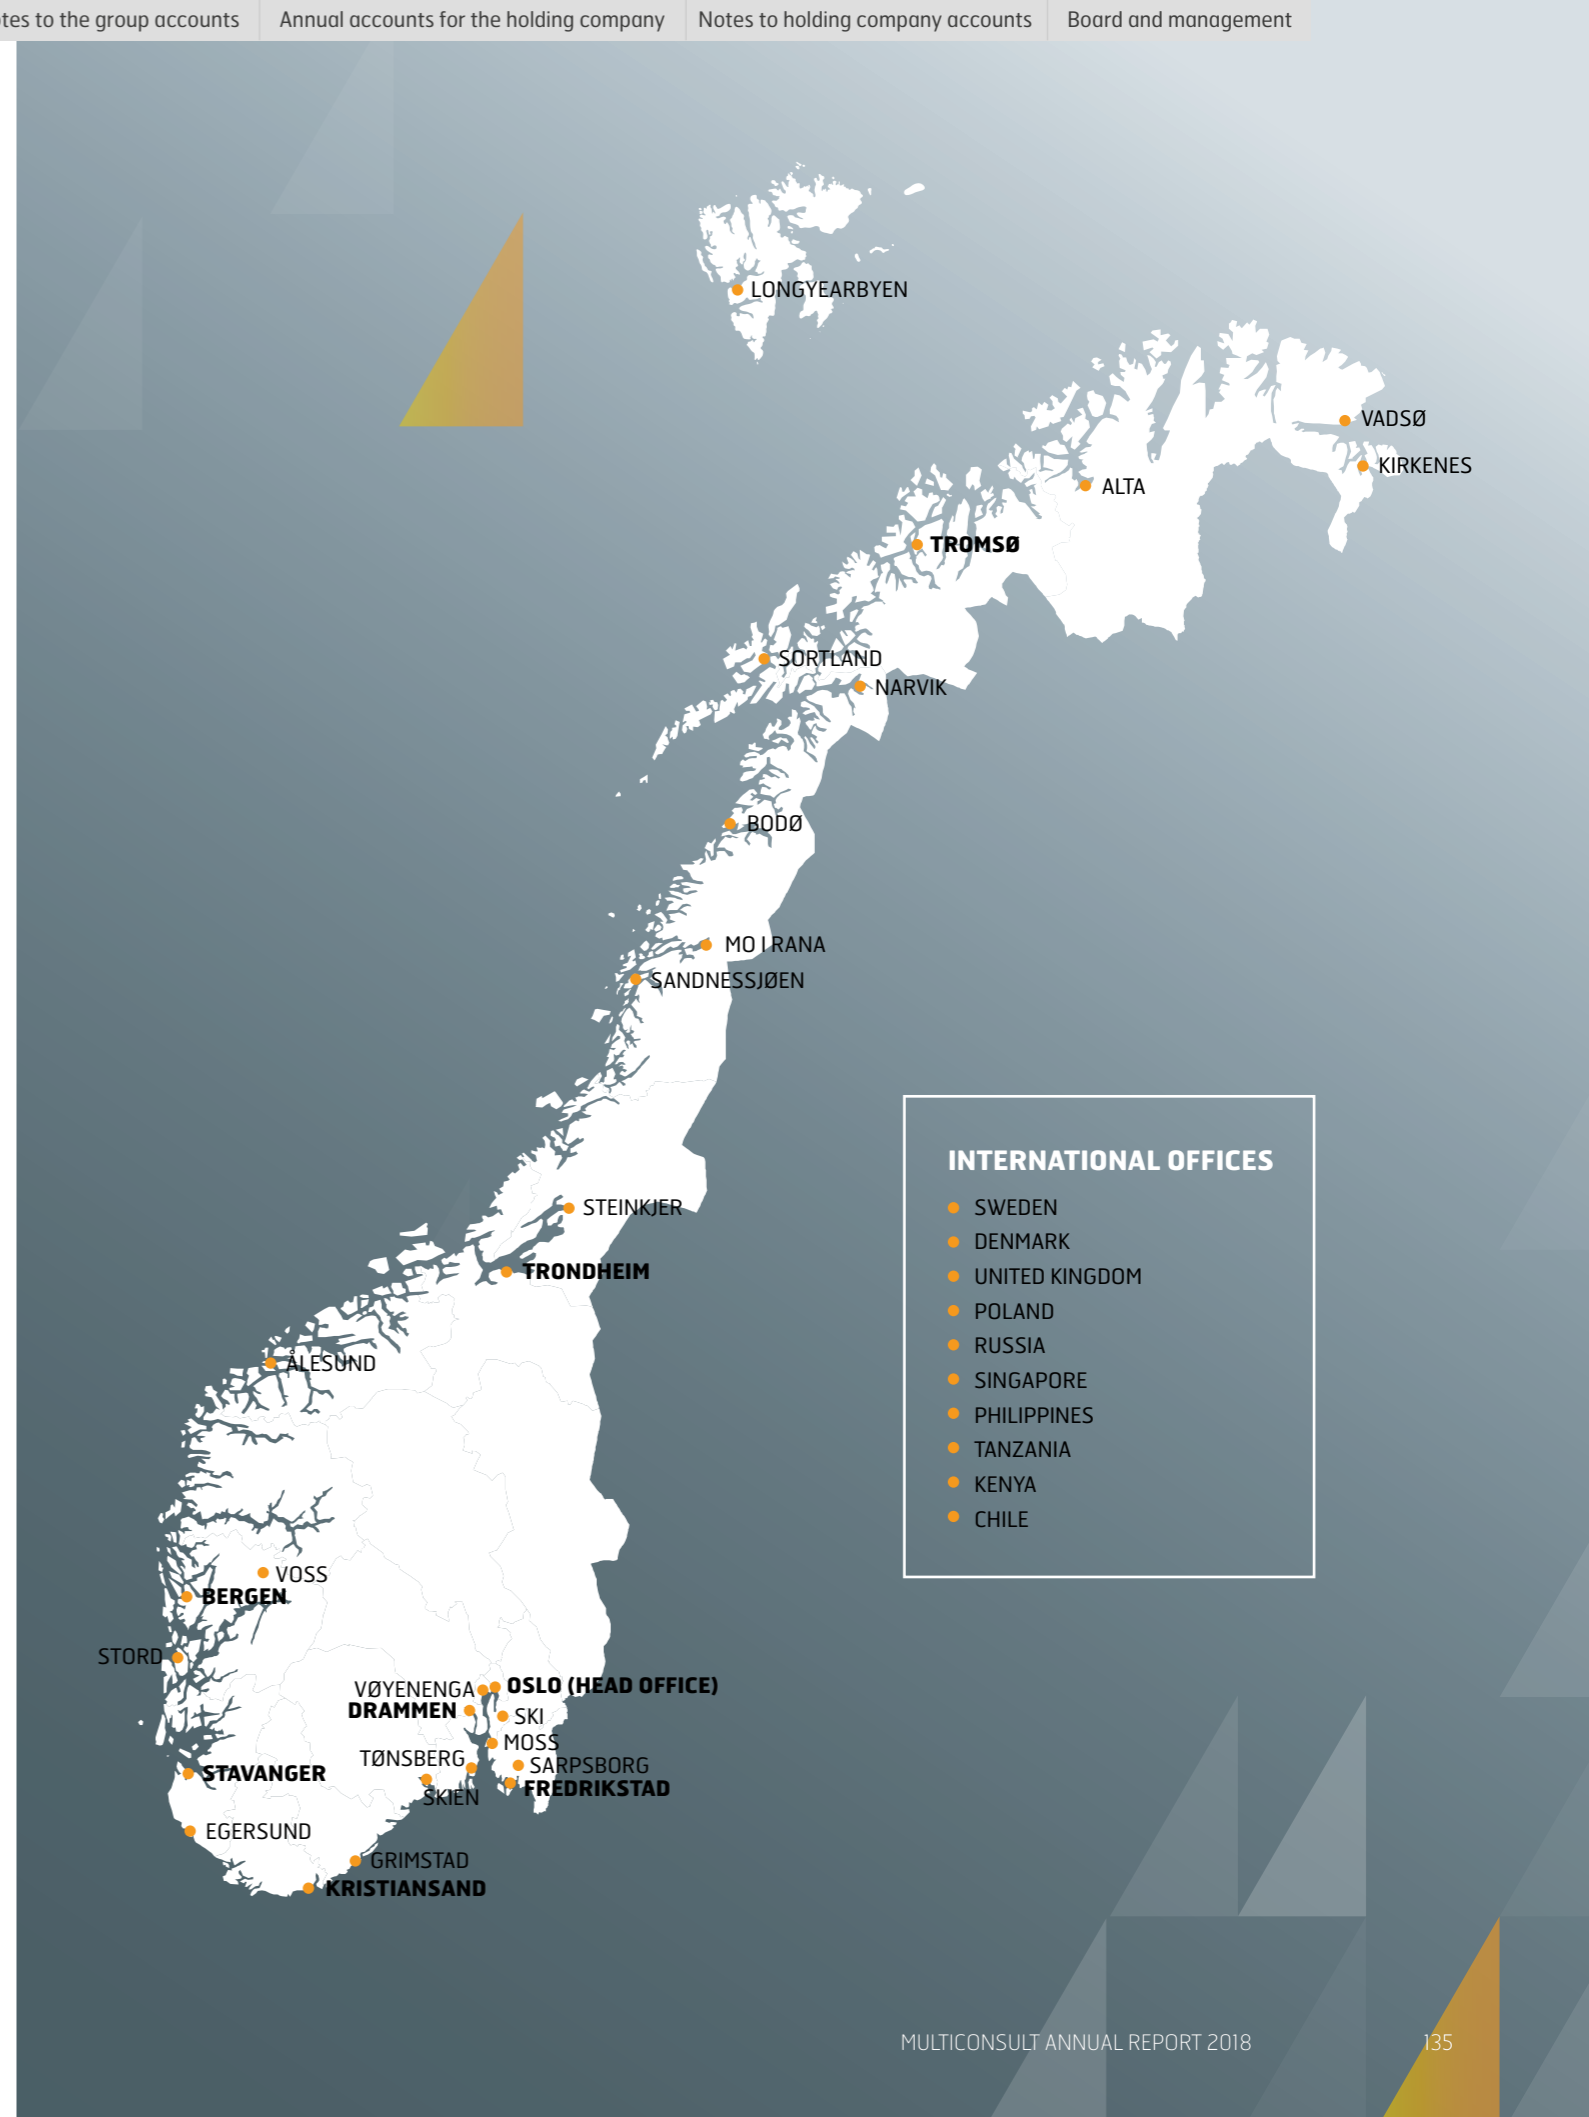 tes to the group accounts
Annual accounts for the holding company
Notes to holding company accounts
Board and management
LONGYEARBYEN
VADSØ
KIRKENES
ALTA
TROMSØ
SORTLAND
NARVIK
BODØ
MO I RANA
SANDNESSJØEN
STEINKJER
TRONDHEIM
ÅLESUND
VOSS
BERGEN
STORD
VØYENENGA
OSLO (HEAD OFFICE)
DRAMMEN
SKI
MOSS
TØNSBERG
SARPSBORG
STAVANGER
FREDRIKSTAD
SKIEN
EGERSUND
GRIMSTAD
KRISTIANSAND
INTERNATIONAL OFFICES
SWEDEN
DENMARK
UNITED KINGDOM
POLAND
RUSSIA
SINGAPORE
PHILIPPINES
TANZANIA
KENYA
CHILE
MULTICONSULT ANNUAL REPORT 2018
135